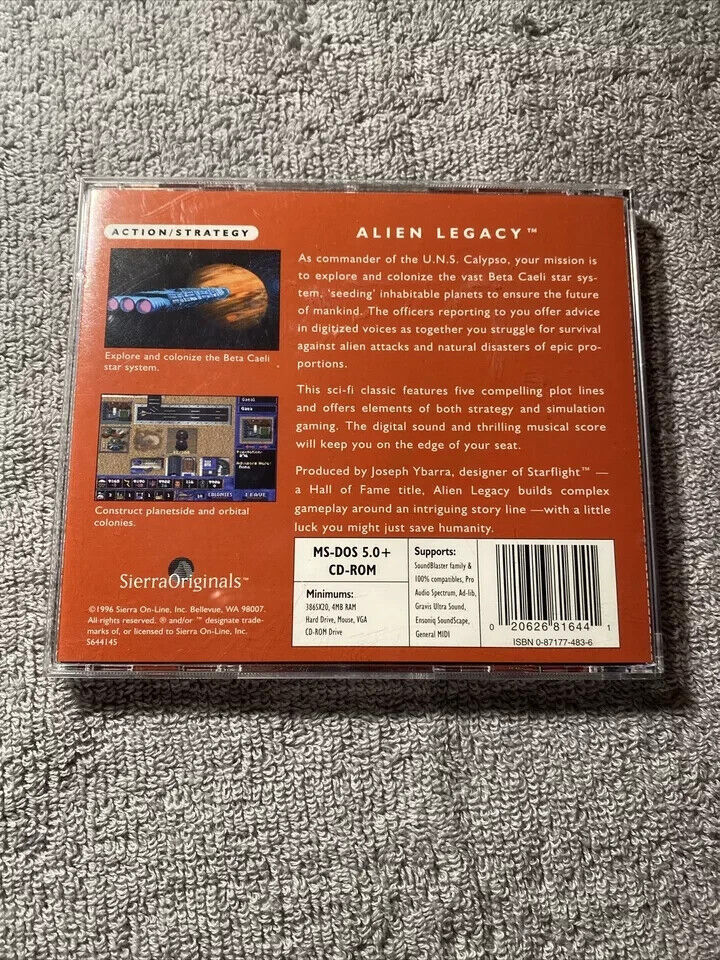 ACTION/STRATEGY
Explore and colonize the Beta Caeli
star system.
COLONIES LEAVE
Construct planetside and orbital
colonies.
SierraOriginals™
©1996 Sierra On-Line, Inc. Bellevue, WA 98007.
All rights reserved. ® and/or ™ designate trade-
marks of, or licensed to Sierra On-Line, Inc.
S644145
ALIEN LEGACY™
As commander of the U.N.S. Calypso, your mission is
to explore and colonize the vast Beta Caeli star sys-
tem, 'seeding' inhabitable planets to ensure the future
of mankind. The officers reporting to you offer advice
in digitized voices as together you struggle for survival
against alien attacks and natural disasters of epic pro-
portions.
This sci-fi classic features five compelling plot lines
and offers elements of both strategy and simulation
gaming. The digital sound and thrilling musical score
will keep you on the edge of your seat.
Produced by Joseph Ybarra, designer of Starflight™ —
a Hall of Fame title, Alien Legacy builds complex
gameplay around an intriguing story line —with a little
luck you might just save humanity.
MS-DOS 5.0+
CD-ROM
Minimums:
386SX20, 4MB RAM
Hard Drive, Mouse, VGA
CD-ROM Drive
Supports:
SoundBlaster family &
100% compatibles, Pro
Audio Spectrum, Ad-lib,
Gravis Ultra Sound,
Ensoniq SoundScape,
General MIDI
0 20626 81644 1
ISBN 0-87177-483-6